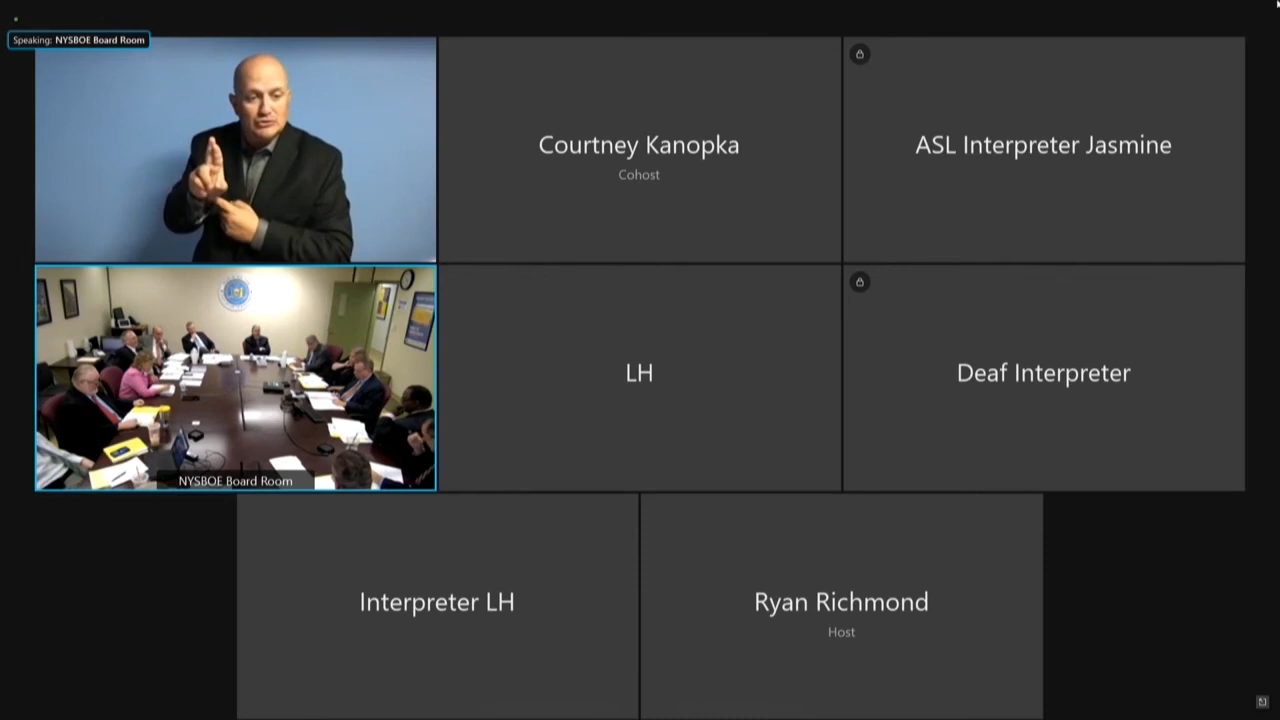 Speaking: NYSBOE Board Room
Courtney Kanopka
Cohost
ASL Interpreter Jasmine
NYSBOE Board Room
LH
Deaf Interpreter
Interpreter LH
Ryan Richmond
Host